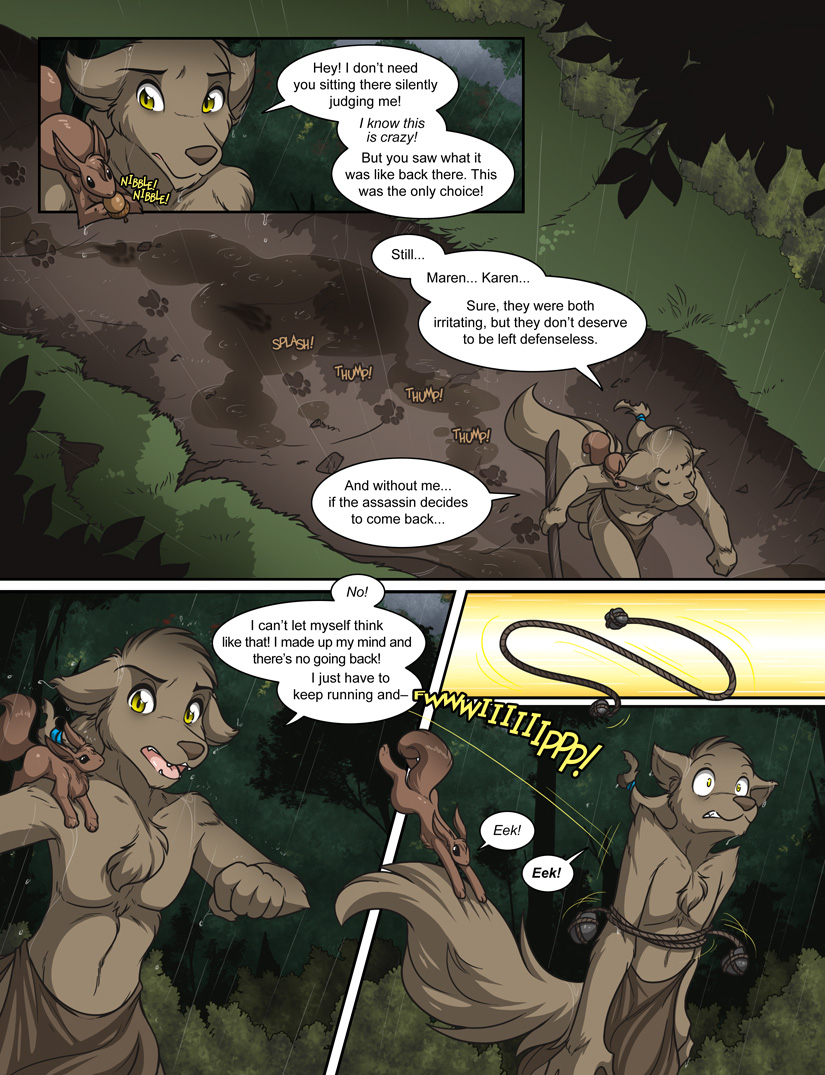 Hey! I don't need
you sitting there silently
judging me!
I know this
is crazy!
But you saw what it
was like back there. This
was the only choice!
NIBBLE!
NIBBLE!
Still...
Maren... Karen...
Sure, they were both
irritating, but they don't deserve
to be left defenseless.
SPLASH!
THUMP!
THUMP!
THUMP!
And without me...
if the assassin decides
to come back...
No!
I can't let myself think
like that! I made up my mind and
there's no going back!
I just have to
keep running and–
FWWWIIIIIIPPP!
Eek!
Eek!